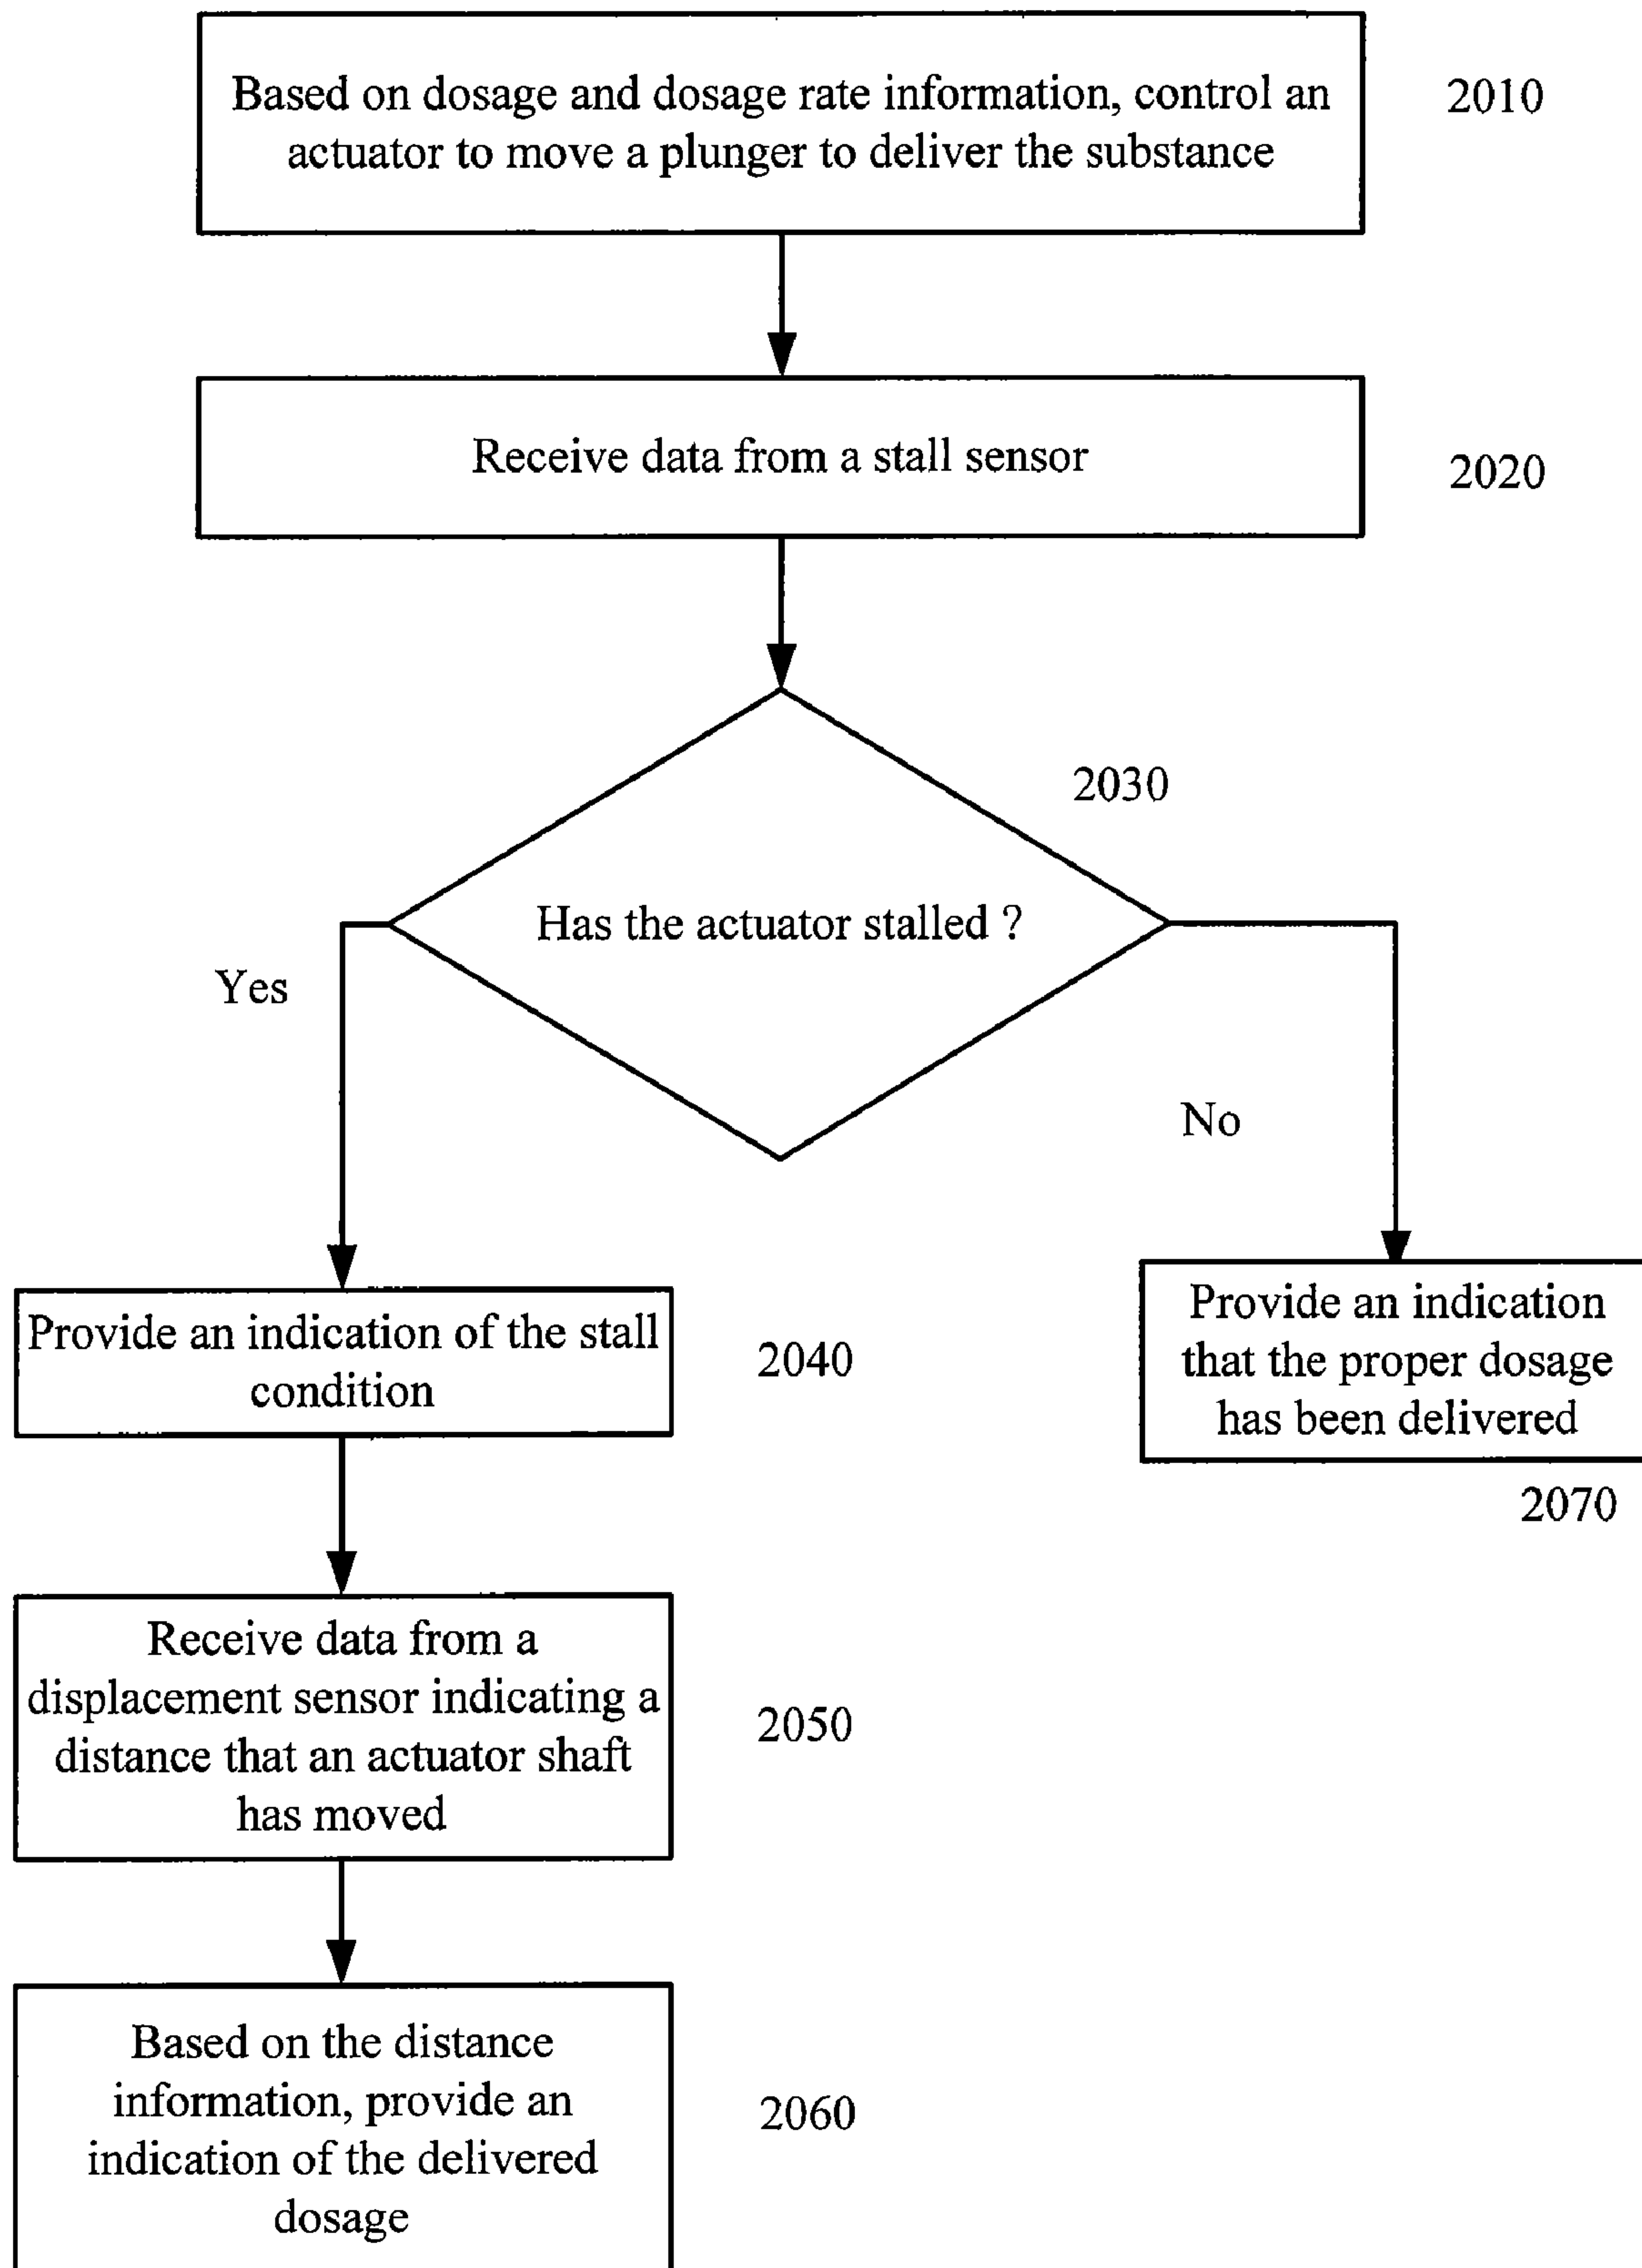 Based on dosage and dosage rate information, control an
actuator to move a plunger to deliver the substance
2010
Receive data from a stall sensor
2020
2030
Has the actuator stalled ?
Yes
No
Provide an indication of the stall
condition
2040
Provide an indication
that the proper dosage
has been delivered
2070
Receive data from a
displacement sensor indicating a
distance that an actuator shaft
has moved
2050
Based on the distance
information, provide an
indication of the delivered
dosage
2060